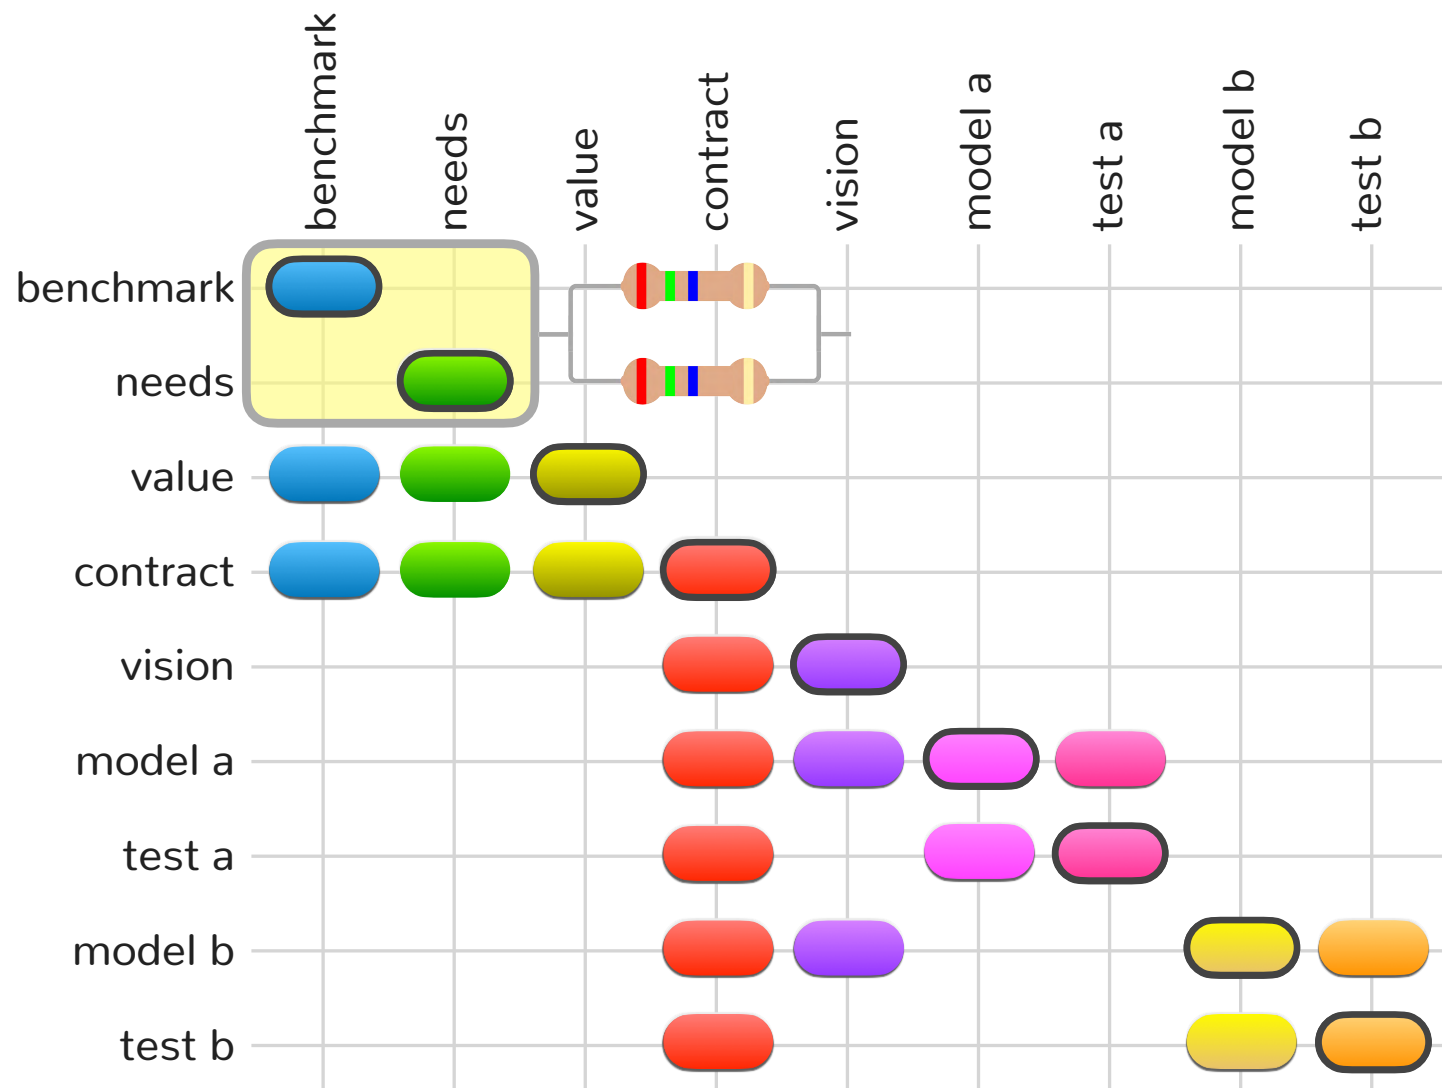 benchmark
needs
value
contract
vision
model a
test a
model b
test b
benchmark
needs
value
contract
vision
model a
test a
model b
test b